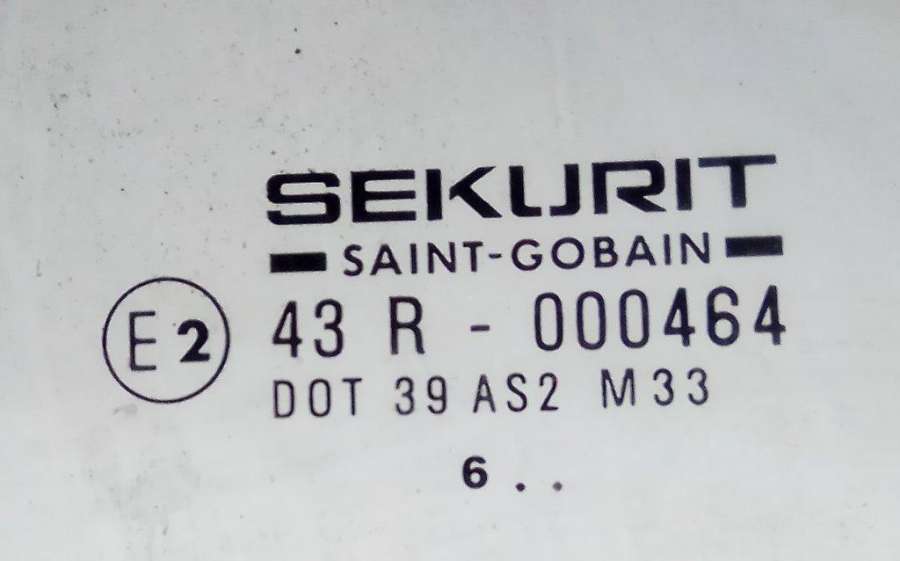 SEKURIT
SAINT-GOBAIN
E2 43 R - 000464
DOT 39 AS2 M33
6 . .